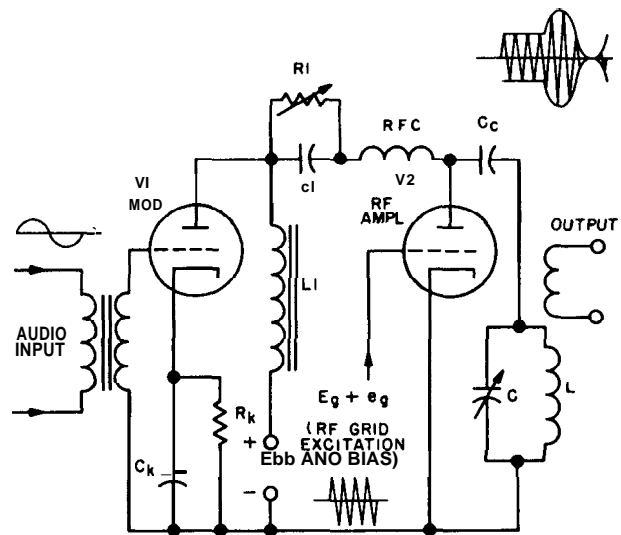 R1
RFC
Cc
c1
V1
MOD
V2
RF
AMPL
OUTPUT
L1
AUDIO
INPUT
C
L
Rk
Eg + eg
(RF GRID
EXCITATION
+
Ebb ANO BIAS)
Ck
-